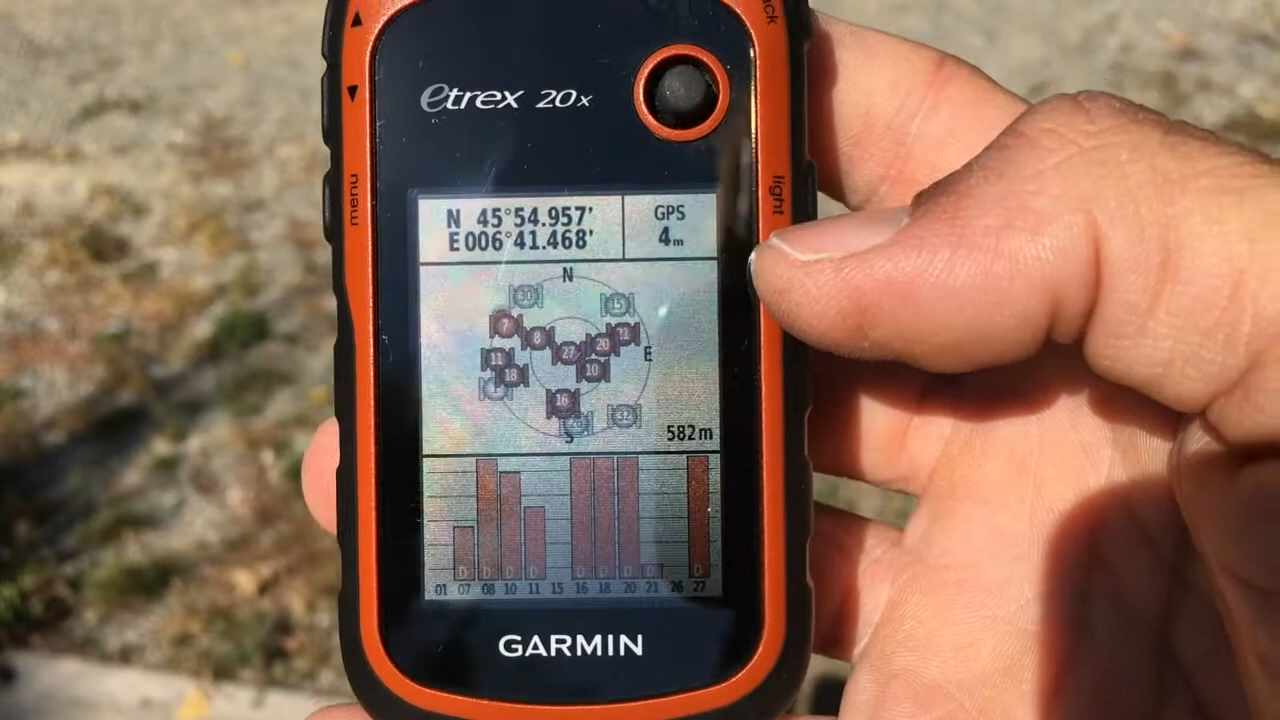 ck
etrex 20x
menu
light
N 45°54.957'
E 006°41.468'
GPS
4m
N
30
15
7
8
21
20
27
11
E
18
10
16
S
582m
D D D D D D D D D
01 07 08 10 11 15 16 18 20 21 26 27
GARMIN